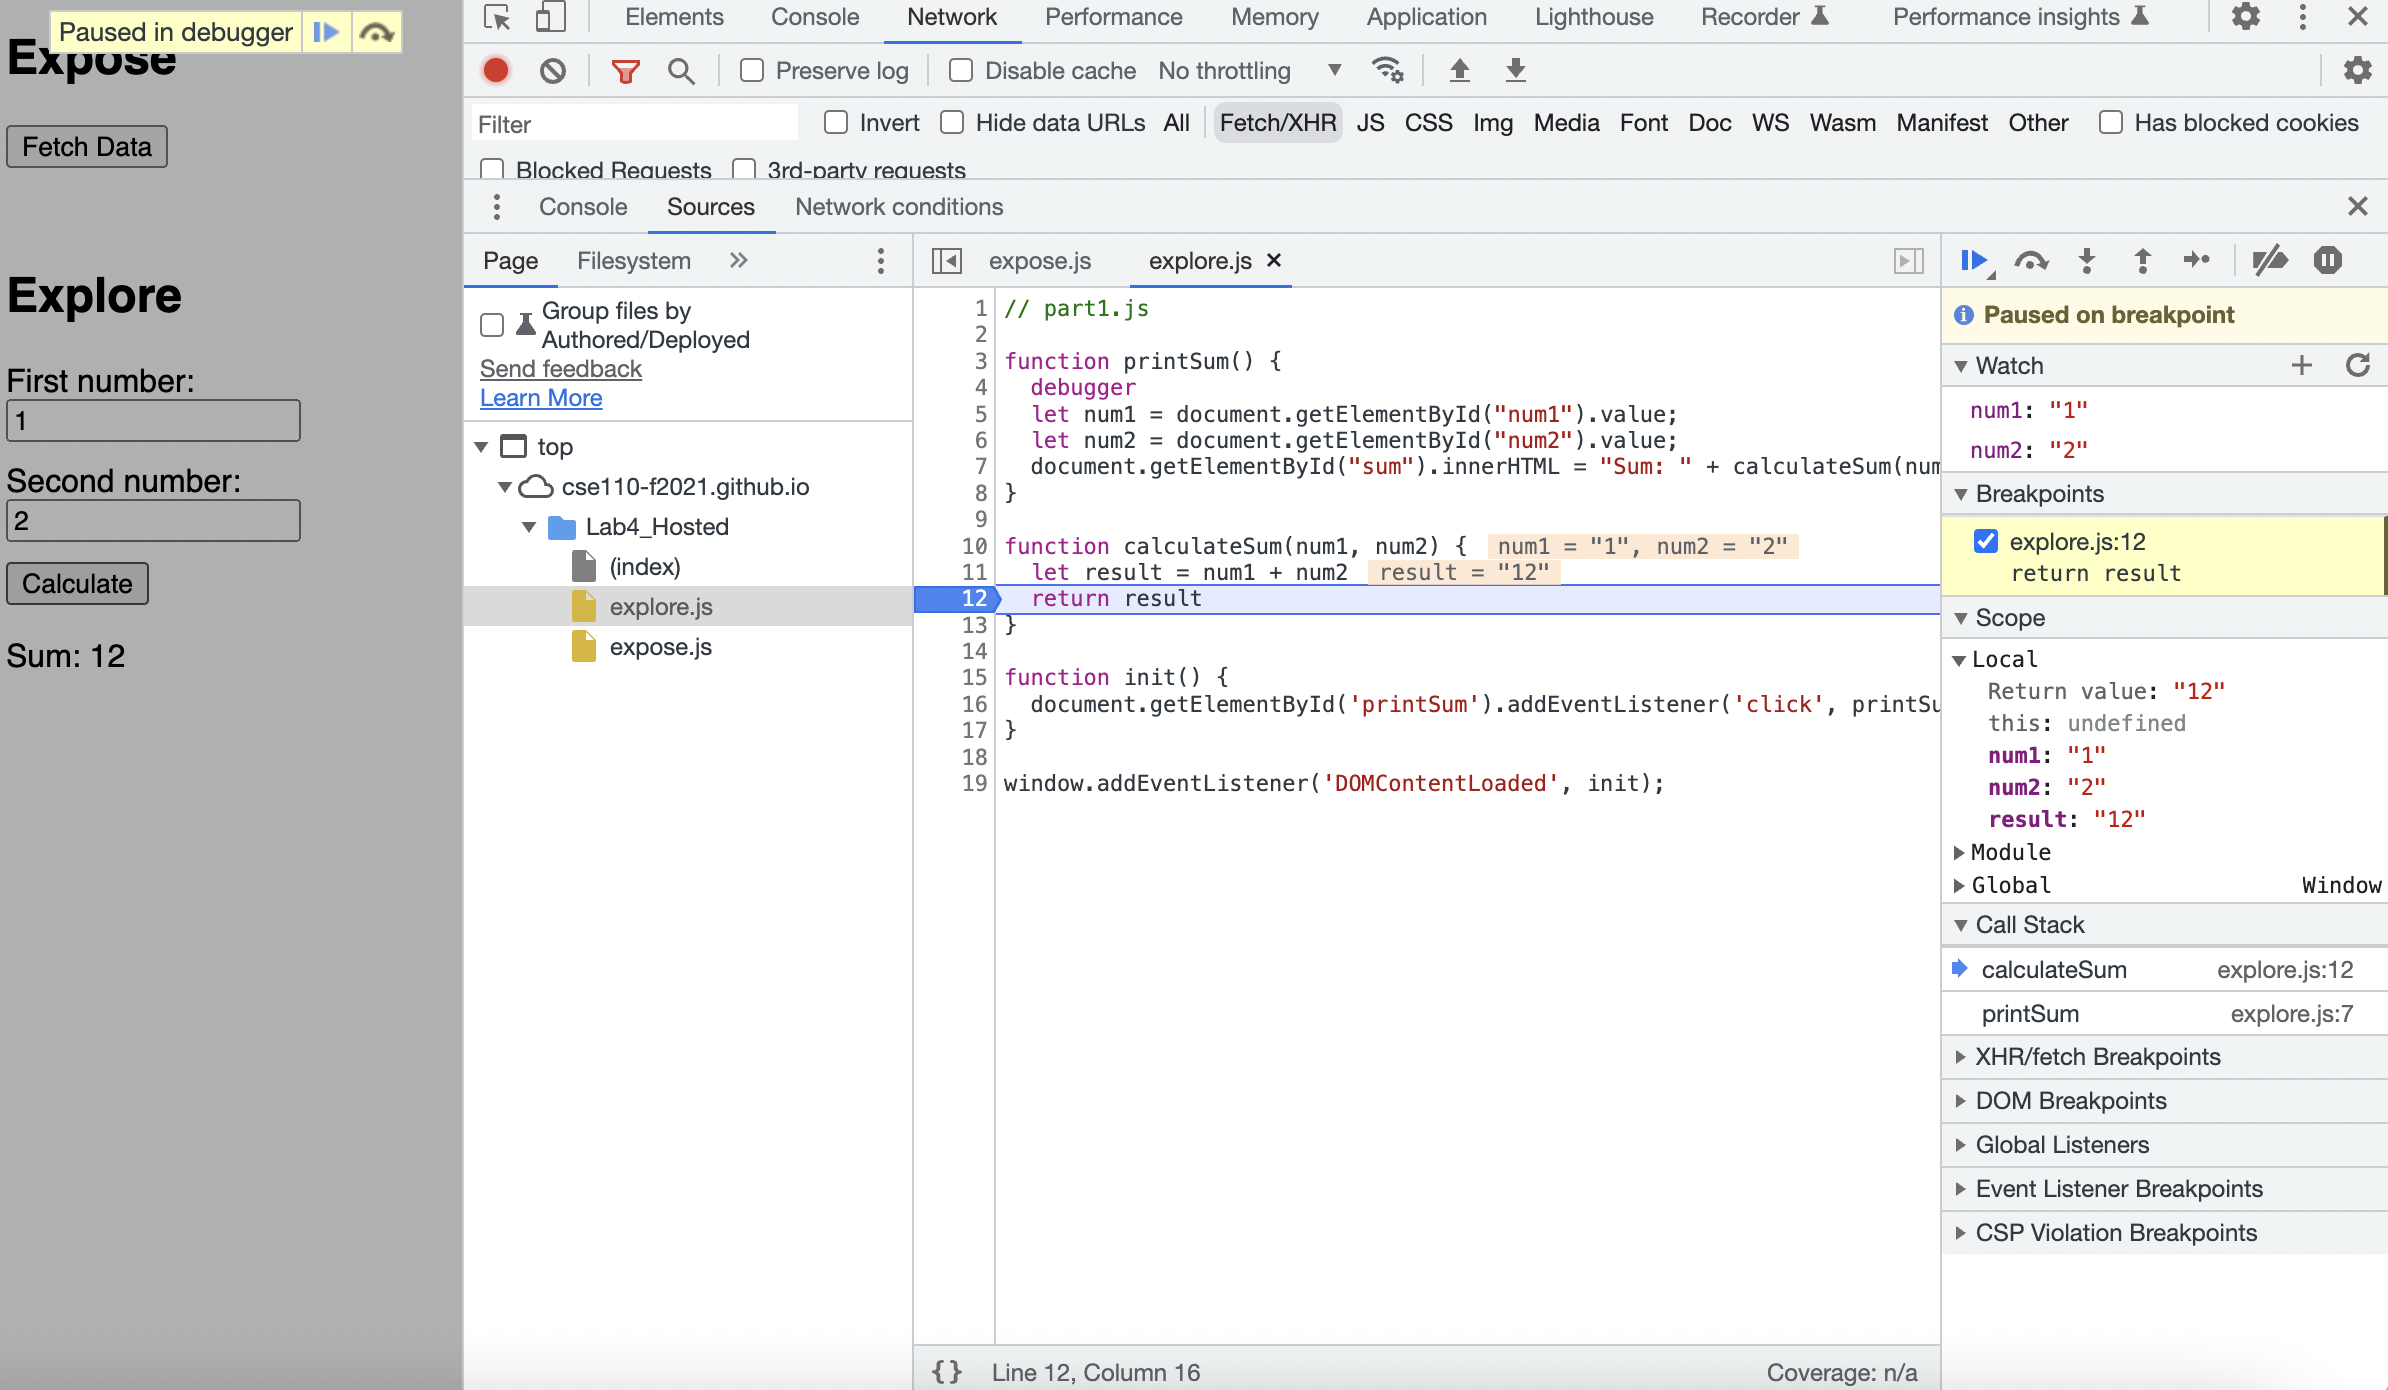 Paused in debugger
Expose
Fetch Data
Explore
First number:
1
Second number:
2
Calculate
Sum: 12
Elements Console Network Performance Memory Application Lighthouse Recorder Performance insights
Preserve log Disable cache No throttling
Filter Invert Hide data URLs All Fetch/XHR JS CSS Img Media Font Doc WS Wasm Manifest Other Has blocked cookies
Blocked Requests 3rd-party requests
Console Sources Network conditions
Page Filesystem »
Group files by
Authored/Deployed
Send feedback
Learn More
top
cse110-f2021.github.io
Lab4_Hosted
(index)
explore.js
expose.js
expose.js explore.js ×
1 // part1.js
2
3 function printSum() {
4 debugger
5 let num1 = document.getElementById("num1").value;
6 let num2 = document.getElementById("num2").value;
7 document.getElementById("sum").innerHTML = "Sum: " + calculateSum(num
8 }
9
10 function calculateSum(num1, num2) { num1 = "1", num2 = "2"
11 let result = num1 + num2 result = "12"
12 return result
13 }
14
15 function init() {
16 document.getElementById('printSum').addEventListener('click', printSu
17 }
18
19 window.addEventListener('DOMContentLoaded', init);
{} Line 12, Column 16 Coverage: n/a
Paused on breakpoint
Watch
num1: "1"
num2: "2"
Breakpoints
explore.js:12
return result
Scope
Local
Return value: "12"
this: undefined
num1: "1"
num2: "2"
result: "12"
Module
Global Window
Call Stack
calculateSum explore.js:12
printSum explore.js:7
XHR/fetch Breakpoints
DOM Breakpoints
Global Listeners
Event Listener Breakpoints
CSP Violation Breakpoints